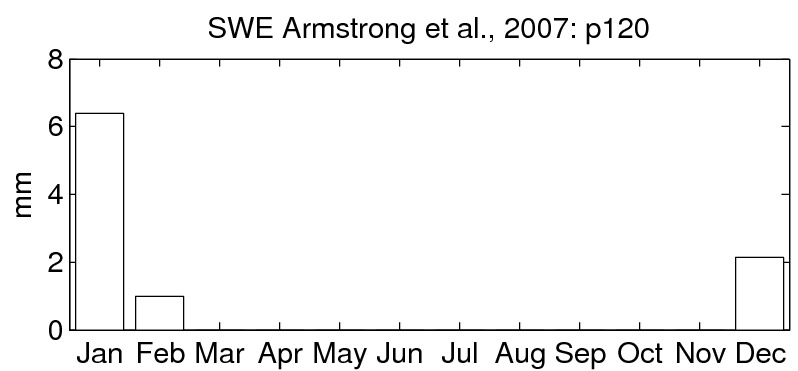 SWE Armstrong et al., 2007: p120
8
6
4
2
0
mm
Jan Feb Mar Apr May Jun Jul Aug Sep Oct Nov Dec